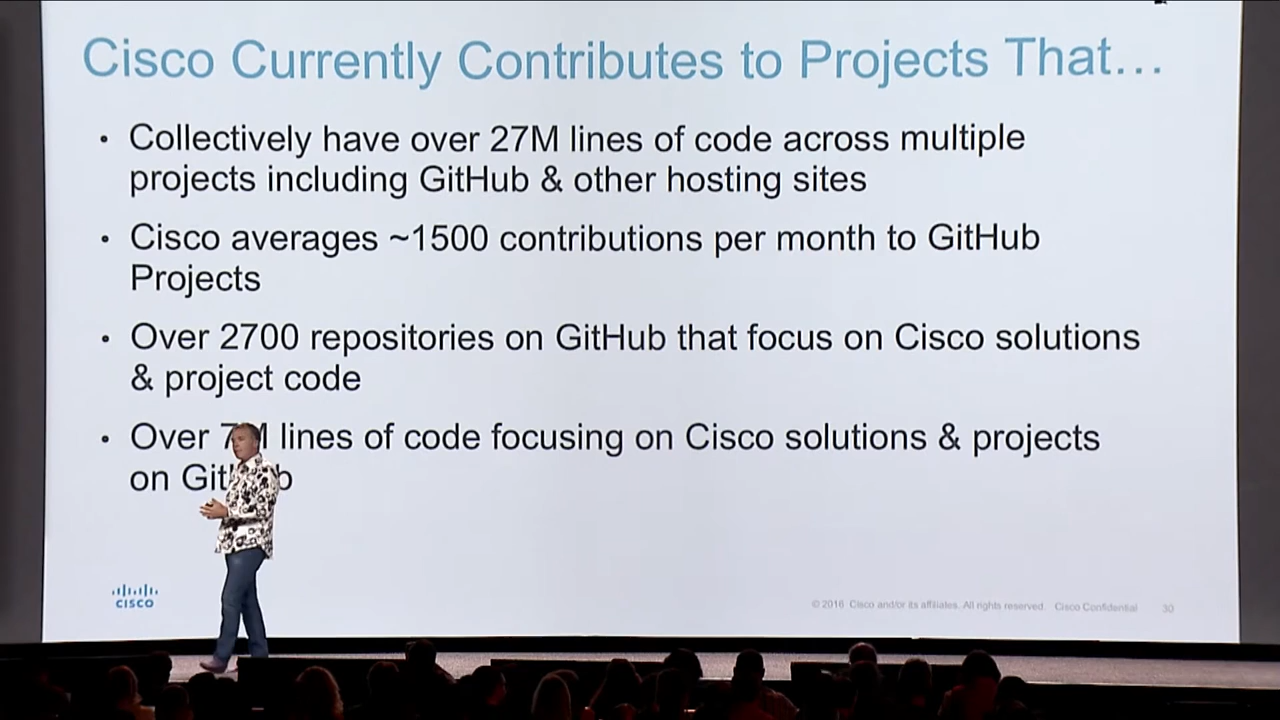 Cisco Currently Contributes to Projects That…
• Collectively have over 27M lines of code across multiple
projects including GitHub & other hosting sites
• Cisco averages ~1500 contributions per month to GitHub
Projects
• Over 2700 repositories on GitHub that focus on Cisco solutions
& project code
• Over lines of code focusing on Cisco solutions & projects
on GitHub
CISCO
© 2016 Cisco and/or its affiliates. All rights reserved. Cisco Confidential 30